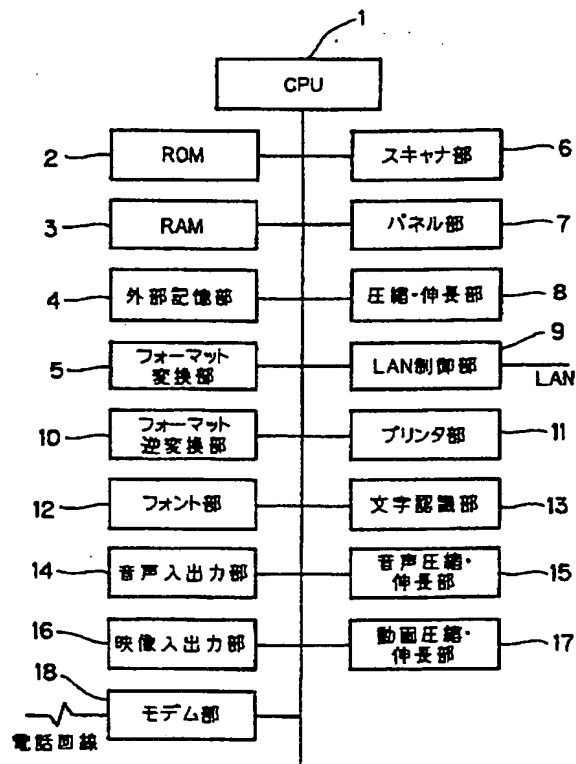 1
CPU
2
ROM
スキャナ部
6
3
RAM
パネル部
7
4
外部記憶部
圧縮・伸長部
8
9
5
フォーマット
変換部
LAN制御部
LAN
10
フォーマット
逆変換部
プリンタ部
11
12
フォント部
文字認識部
13
14
音声入出力部
音声圧縮・
伸長部
15
16
映像入出力部
動画圧縮・
伸長部
17
18
モデム部
電話回線